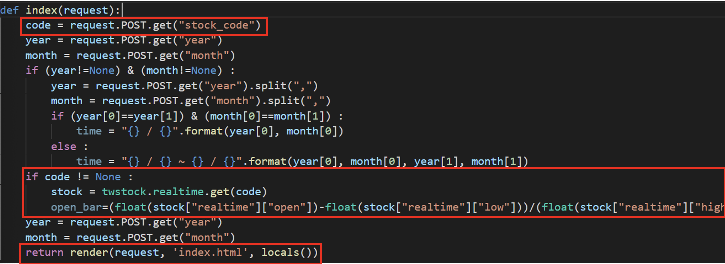 def index(request):
    code = request.POST.get("stock_code")
    year = request.POST.get("year")
    month = request.POST.get("month")
    if (year!=None) & (month!=None) :
        year = request.POST.get("year").split(",")
        month = request.POST.get("month").split(",")
        if (year[0]==year[1]) & (month[0]==month[1]) :
            time = "{} / {}".format(year[0], month[0])
        else :
            time = "{} / {} ~ {} / {}".format(year[0], month[0], year[1], month[1])
    if code != None :
        stock = twstock.realtime.get(code)
        open_bar=(float(stock["realtime"]["open"])-float(stock["realtime"]["low"]))/(float(stock["realtime"]["high
    year = request.POST.get("year")
    month = request.POST.get("month")
    return render(request, 'index.html', locals())